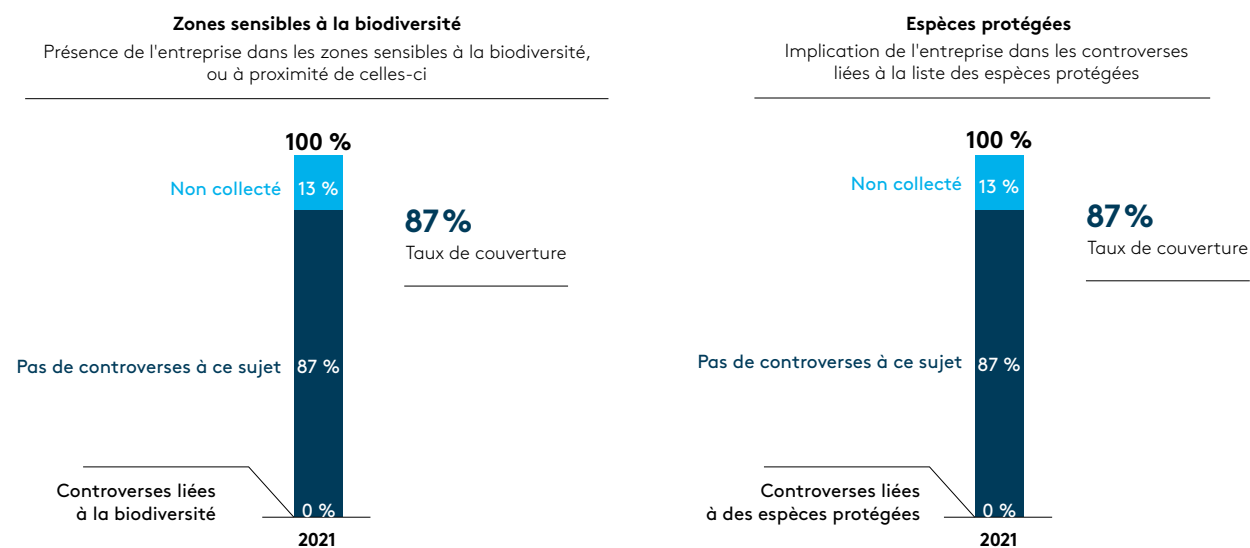 Zones sensibles à la biodiversité
Présence de l'entreprise dans les zones sensibles à la biodiversité,
ou à proximité de celles-ci
100 %
Non collecté
13 %
87%
Taux de couverture
Pas de controverses à ce sujet
87 %
Controverses liées
à la biodiversité
0 %
2021
Espèces protégées
Implication de l'entreprise dans les controverses
liées à la liste des espèces protégées
100 %
Non collecté
13 %
87%
Taux de couverture
Pas de controverses à ce sujet
87 %
Controverses liées
à des espèces protégées
0 %
2021